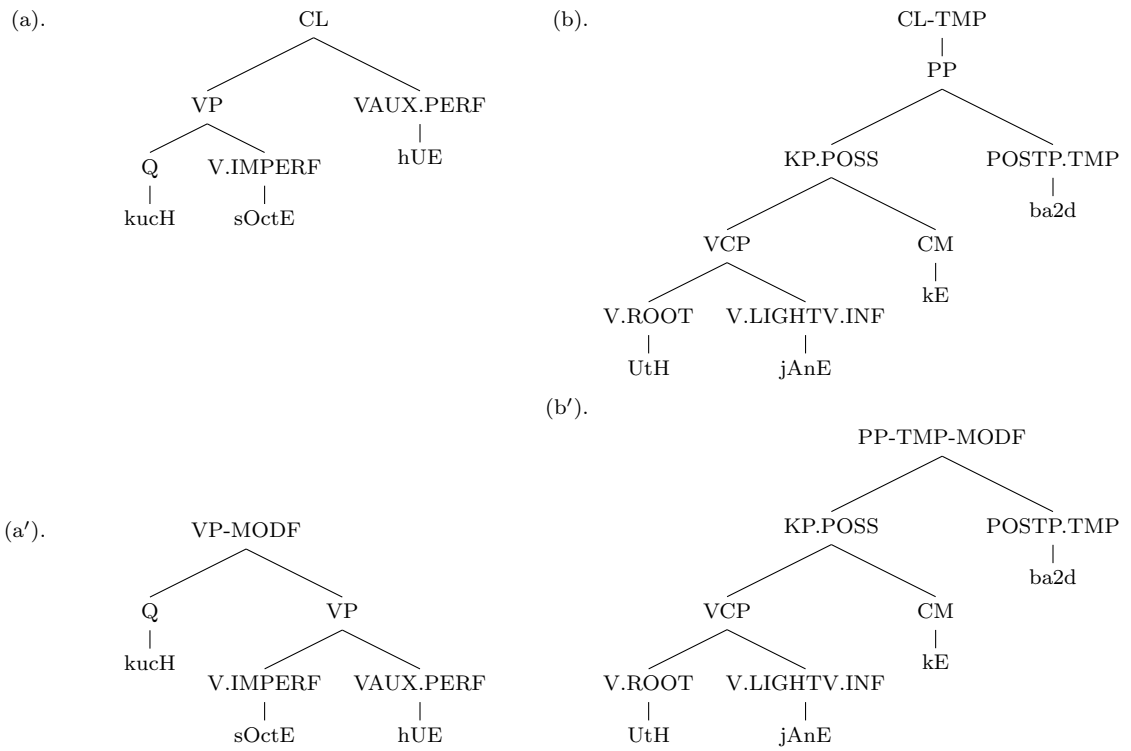 (a).
CL
VP VAUX.PERF
Q V.IMPERF hUE
kucH sOctE
(b).
CL-TMP
PP
KP.POSS POSTP.TMP
VCP CM ba2d
V.ROOT V.LIGHTV.INF kE
UtH jAnE
(a′).
VP-MODF
Q VP
kucH V.IMPERF VAUX.PERF
sOctE hUE
(b′).
PP-TMP-MODF
KP.POSS POSTP.TMP
VCP CM ba2d
V.ROOT V.LIGHTV.INF kE
UtH jAnE